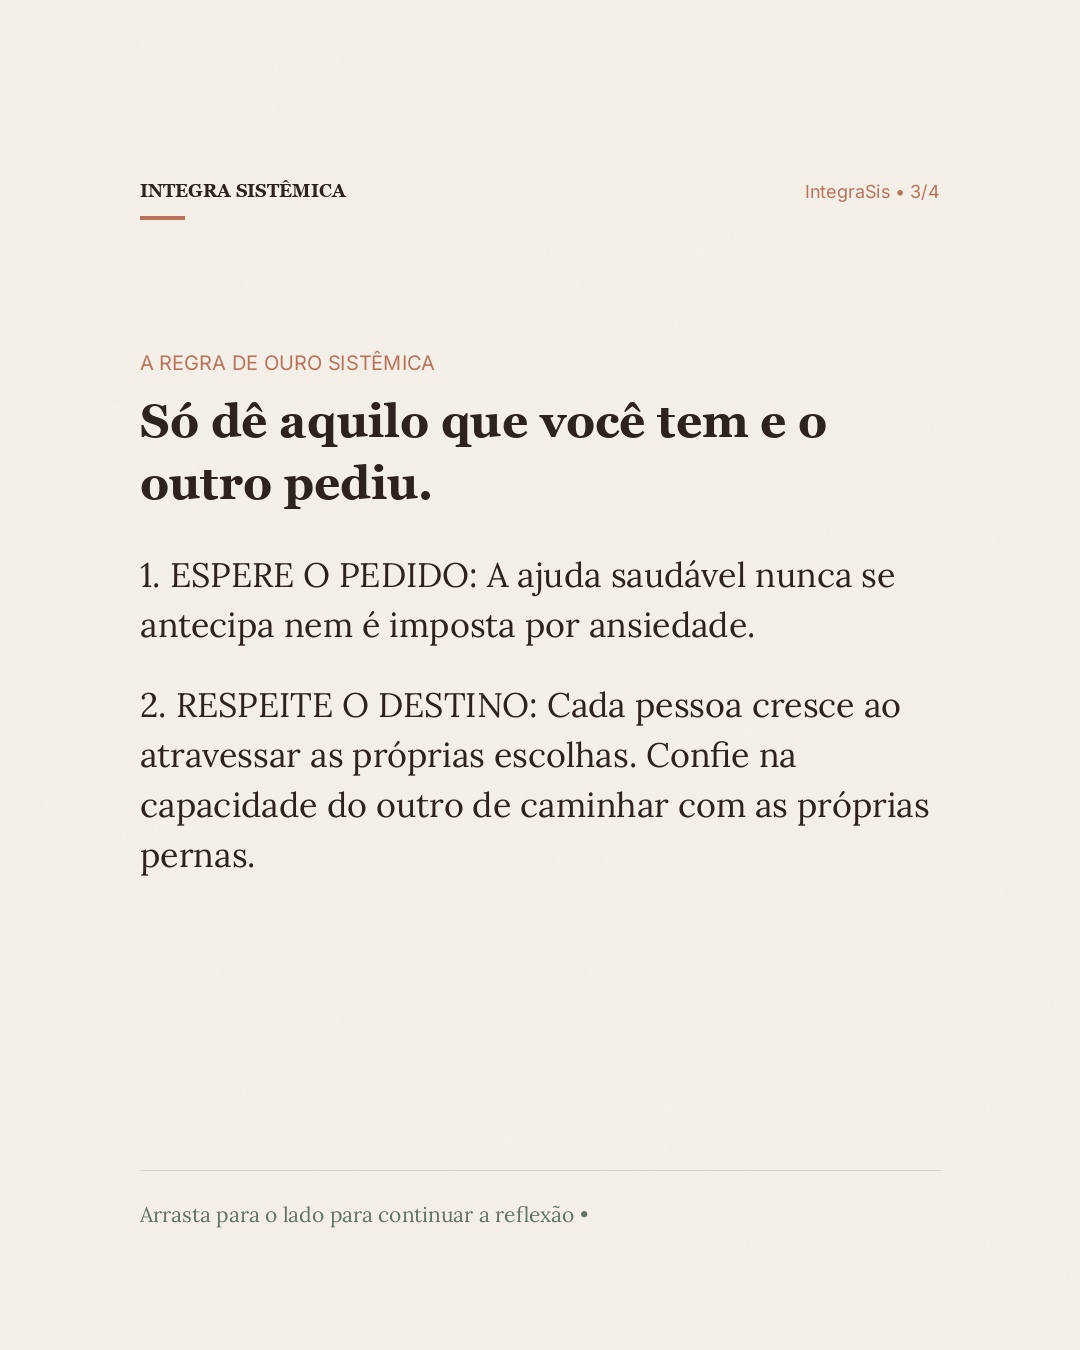 INTEGRA SISTÊMICA
IntegraSis • 3/4
A REGRA DE OURO SISTÊMICA
Só dê aquilo que você tem e o
outro pediu.
1. ESPERE O PEDIDO: A ajuda saudável nunca se
antecipa nem é imposta por ansiedade.
2. RESPEITE O DESTINO: Cada pessoa cresce ao
atravessar as próprias escolhas. Confie na
capacidade do outro de caminhar com as próprias
pernas.
Arrasta para o lado para continuar a reflexão •